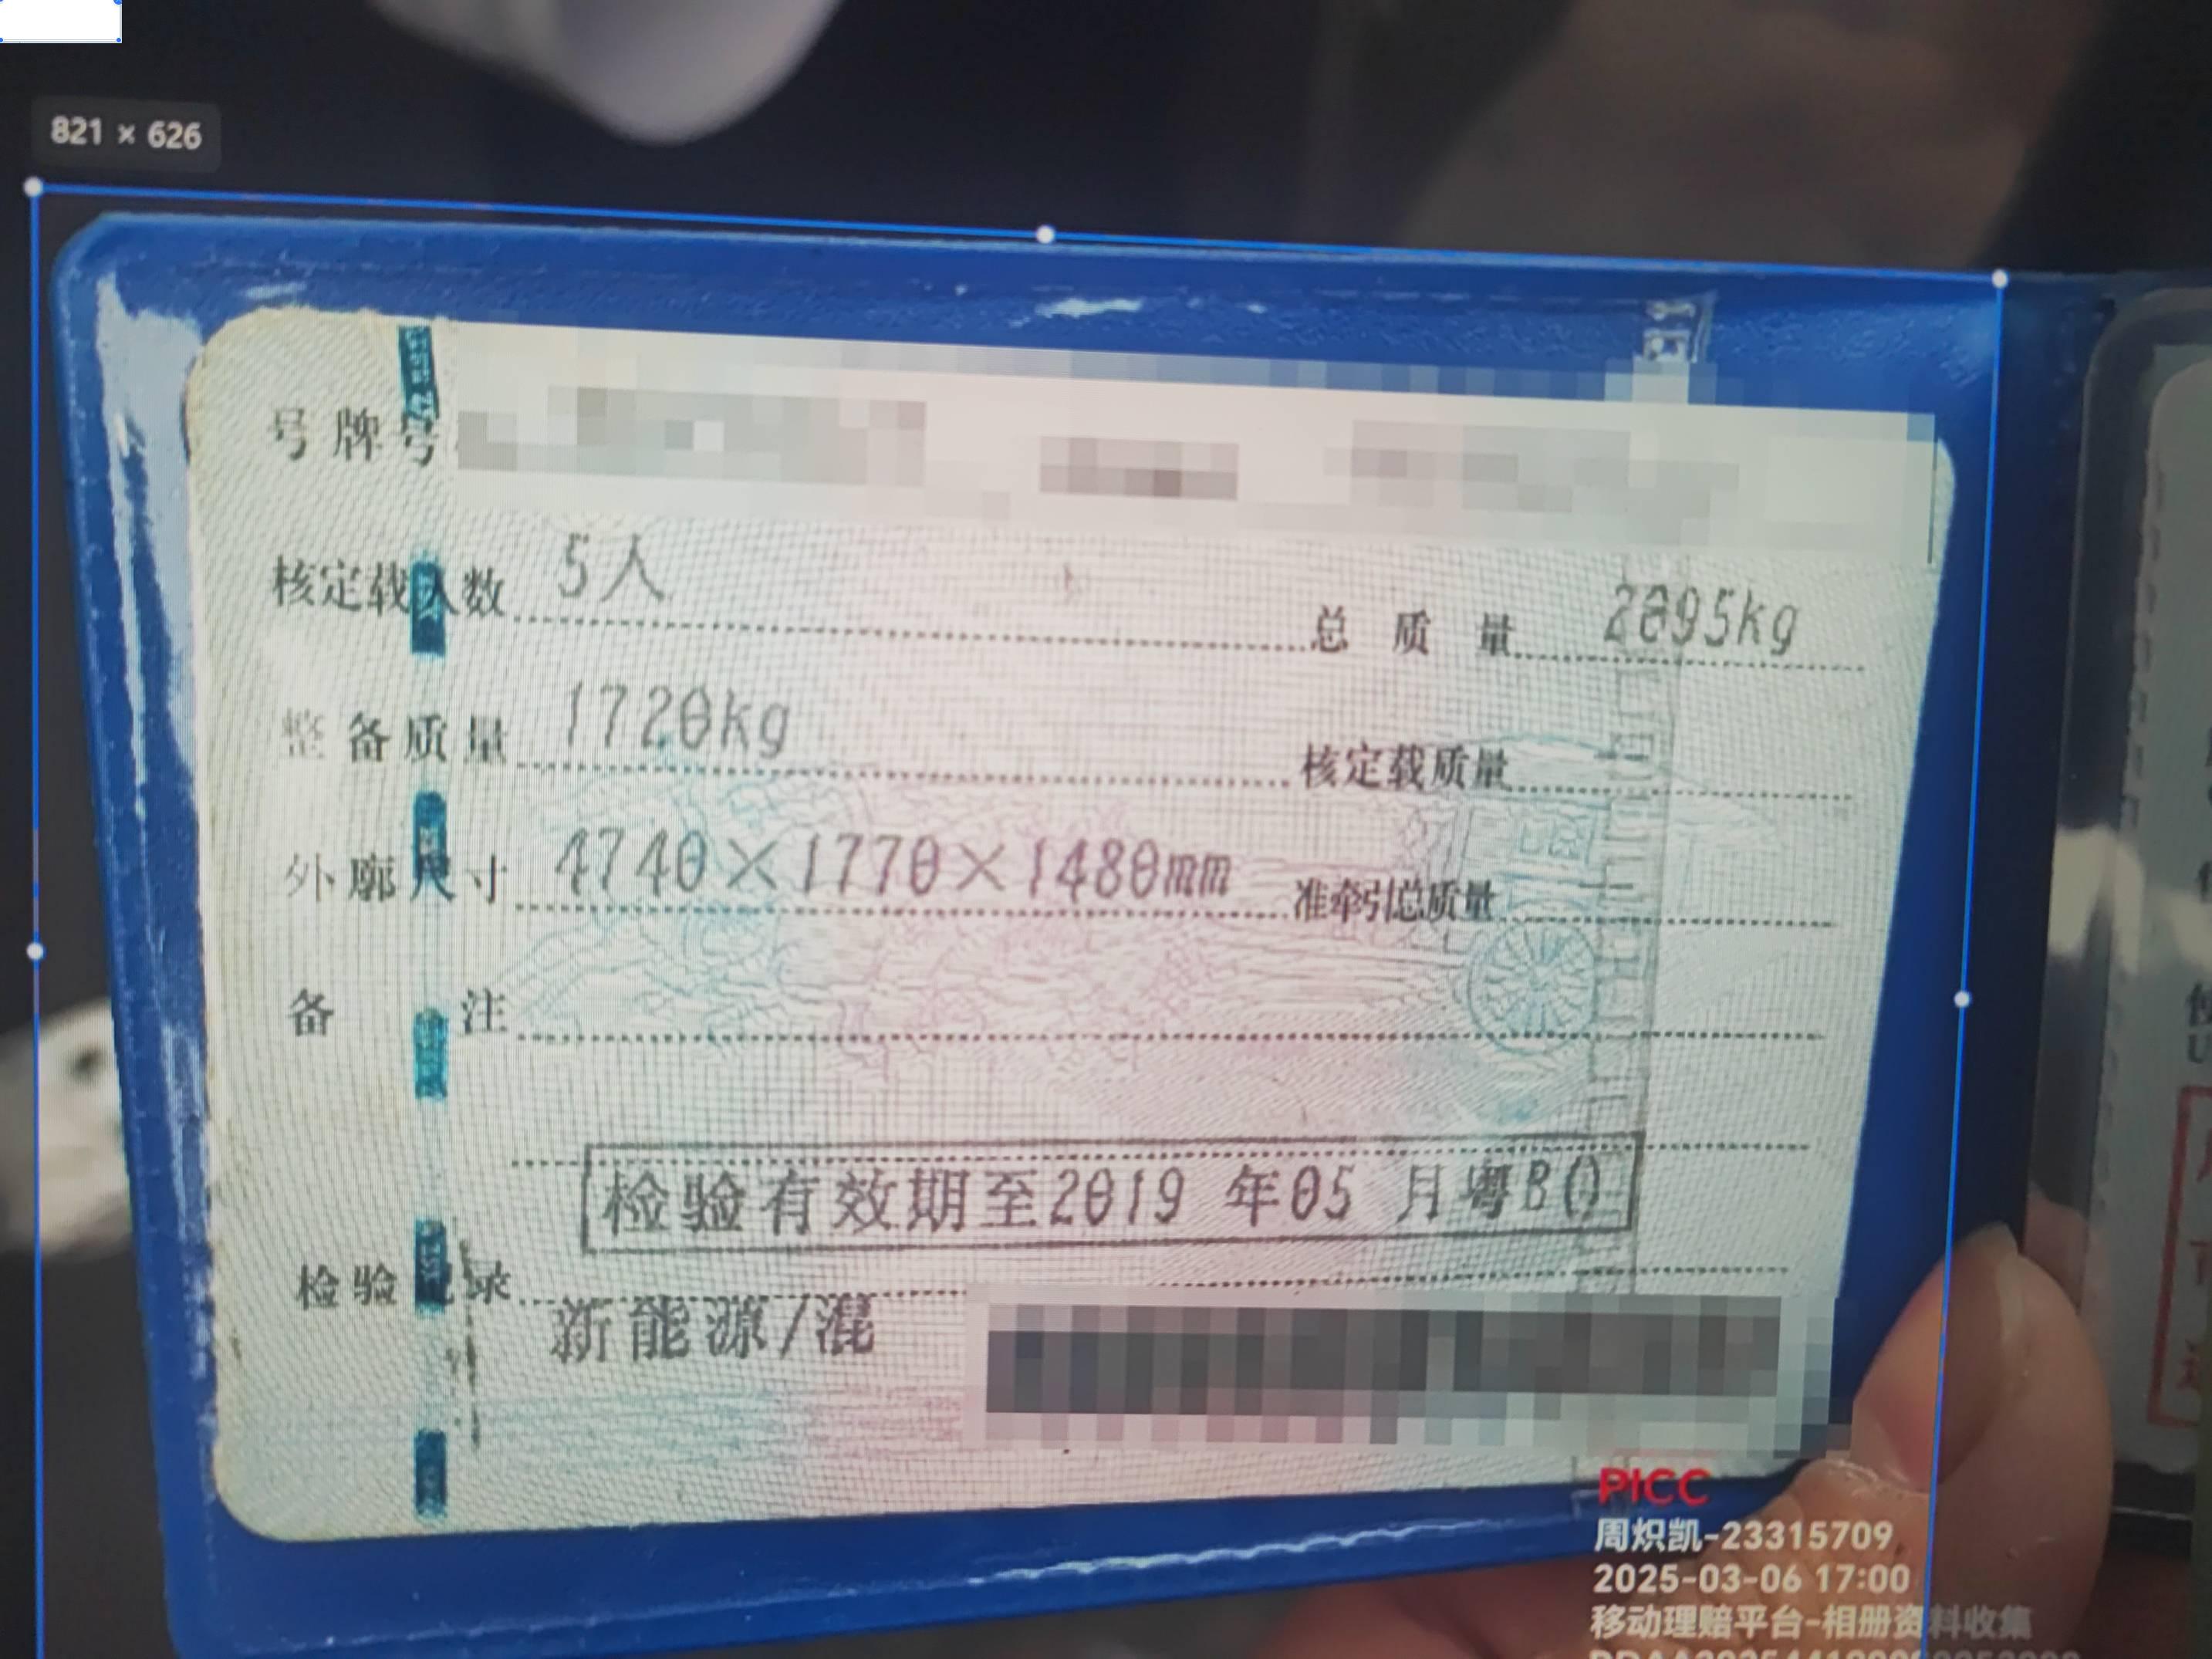 821 × 626
号牌号
核定载人数 5人 总质量 2095kg
整备质量 1720kg 核定载质量
外廓尺寸 4740×1770×1480mm 准牵引总质量
备注
检验有效期至2019 年05 月粤B()
检验记录
新能源/混
PICC
周炽凯-23315709
2025-03-06 17:00
移动理赔平台-相册资料收集